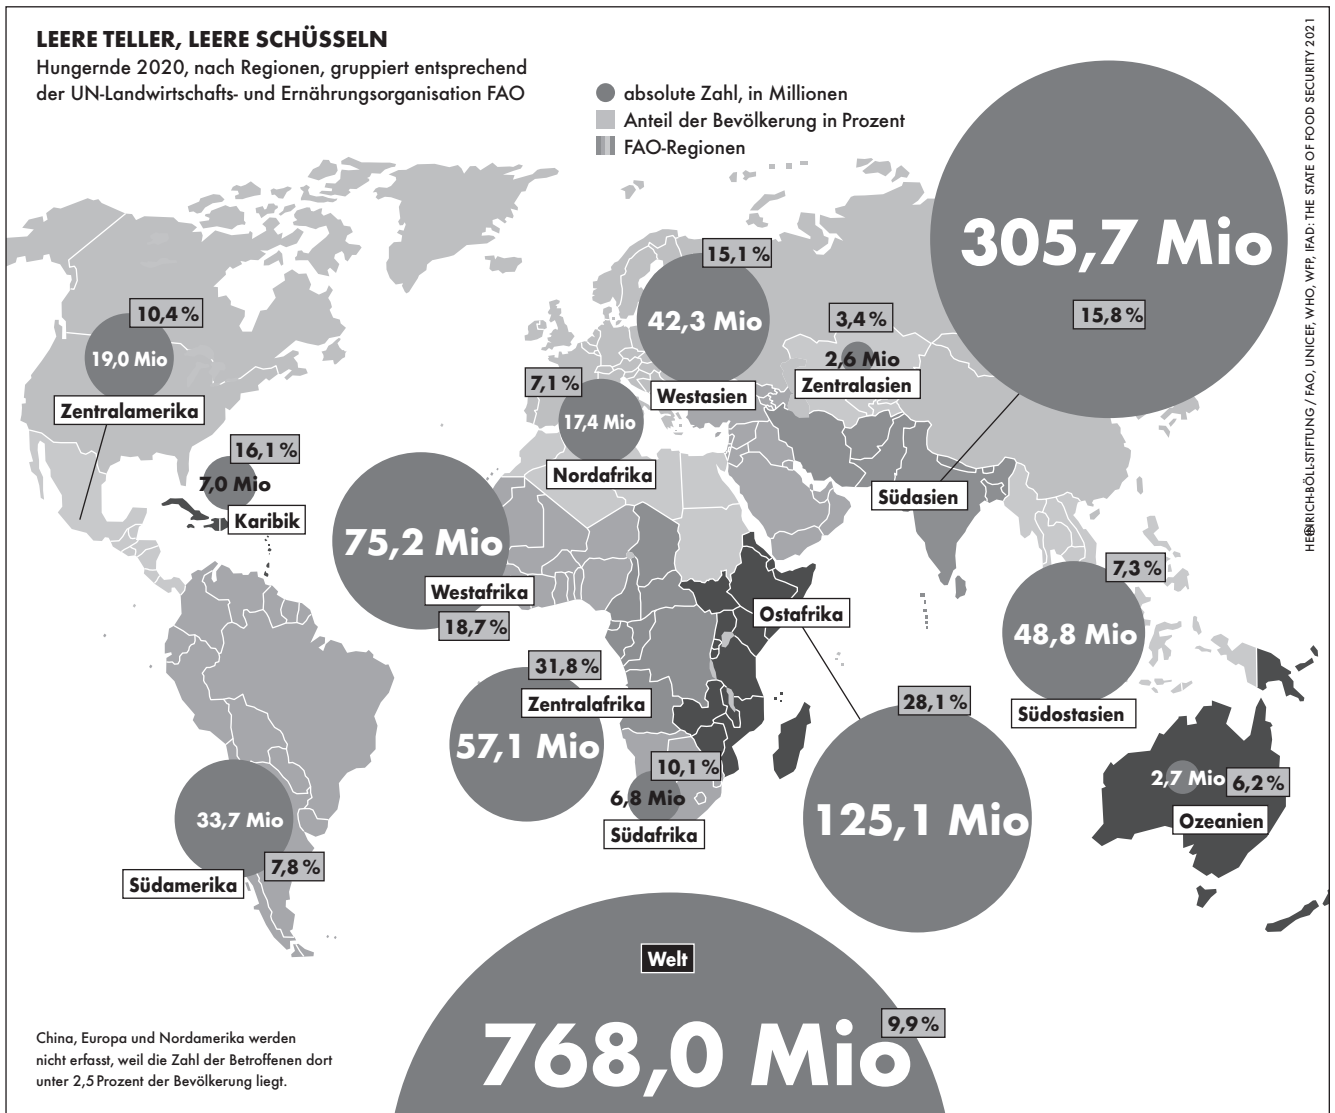 LEERE TELLER, LEERE SCHÜSSELN
Hungernde 2020, nach Regionen, gruppiert entsprechend
der UN-Landwirtschafts- und Ernährungsorganisation FAO
absolute Zahl, in Millionen
Anteil der Bevölkerung in Prozent
FAO-Regionen
305,7 Mio
15,8 %
Südasien
15,1 %
42,3 Mio
Westasien
3,4 %
2,6 Mio
Zentralasien
10,4 %
19,0 Mio
Zentralamerika
7,1 %
17,4 Mio
Nordafrika
16,1 %
7,0 Mio
Karibik
75,2 Mio
Westafrika
18,7 %
Ostafrika
28,1 %
125,1 Mio
7,3 %
48,8 Mio
Südostasien
31,8 %
Zentralafrika
57,1 Mio
10,1 %
6,8 Mio
Südafrika
33,7 Mio
7,8 %
Südamerika
2,7 Mio
6,2 %
Ozeanien
Welt
9,9 %
768,0 Mio
China, Europa und Nordamerika werden
nicht erfasst, weil die Zahl der Betroffenen dort
unter 2,5 Prozent der Bevölkerung liegt.
HEINRICH-BÖLL-STIFTUNG / FAO, UNICEF, WHO, WFP, IFAD: THE STATE OF FOOD SECURITY 2021